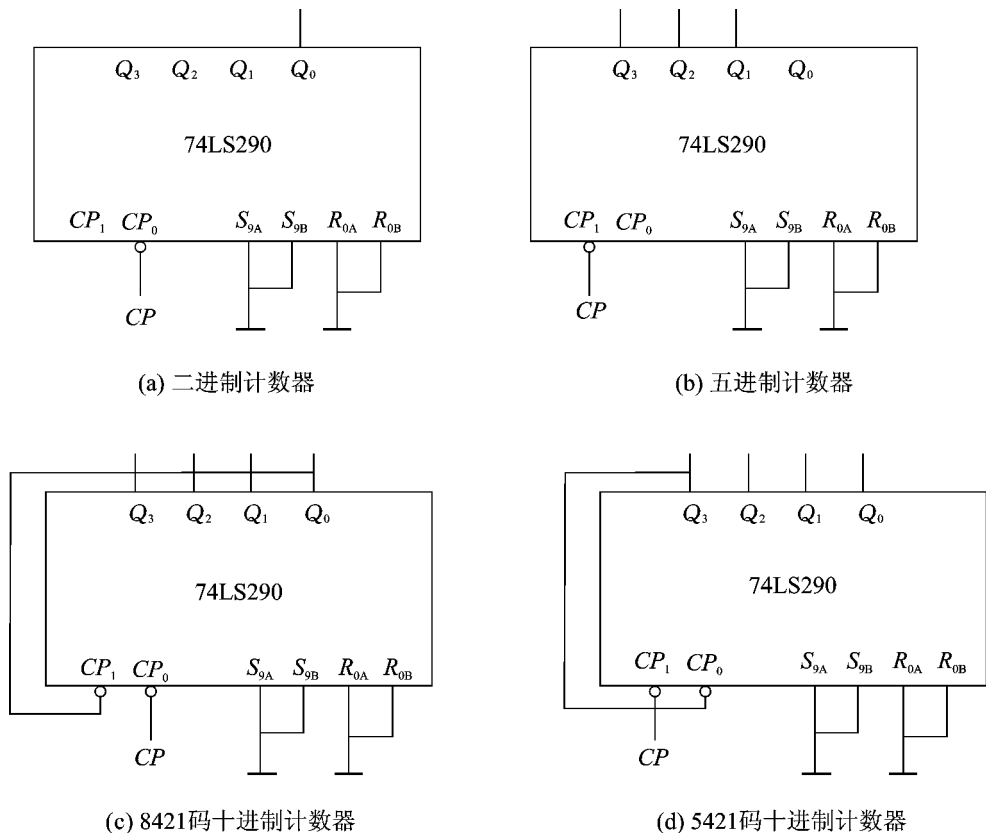 Q3 Q2 Q1 Q0
74LS290
CP1 CP0 S9A S9B R0A R0B
CP
(a) 二进制计数器
Q3 Q2 Q1 Q0
74LS290
CP1 CP0 S9A S9B R0A R0B
CP
(b) 五进制计数器
Q3 Q2 Q1 Q0
74LS290
CP1 CP0 S9A S9B R0A R0B
CP
(c) 8421码十进制计数器
Q3 Q2 Q1 Q0
74LS290
CP1 CP0 S9A S9B R0A R0B
CP
(d) 5421码十进制计数器